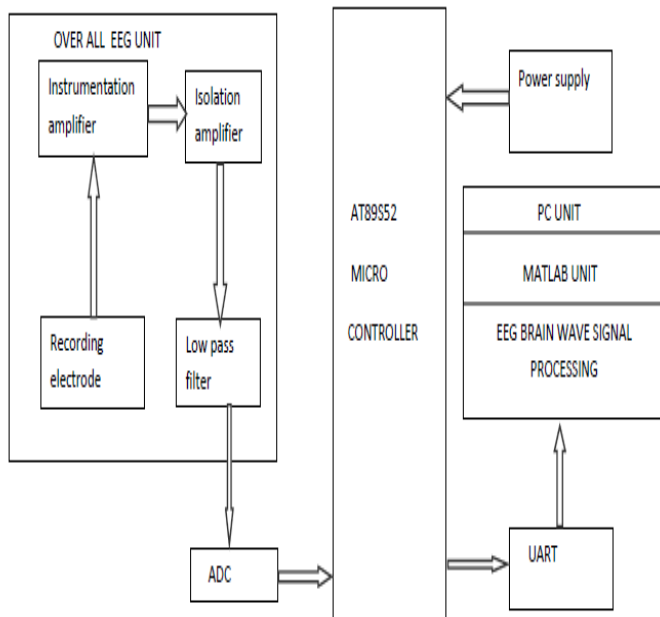 OVER ALL EEG UNIT
Instrumentation
amplifier
Isolation
amplifier
Recording
electrode
Low pass
filter
ADC
AT89S52
MICRO
CONTROLLER
Power supply
PC UNIT
MATLAB UNIT
EEG BRAIN WAVE SIGNAL
PROCESSING
UART